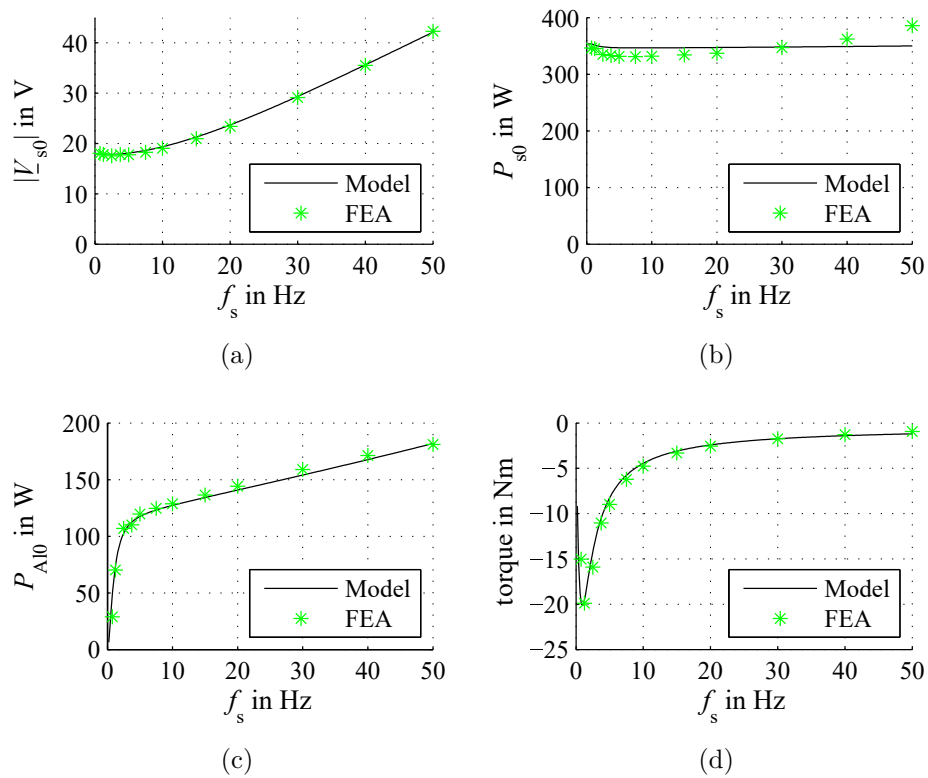 40
30
20
10
0
|V_s0| in V
Model
FEA
0 10 20 30 40 50
f_s in Hz
(a)
400
300
200
100
0
P_s0 in W
Model
FEA
0 10 20 30 40 50
f_s in Hz
(b)
200
150
100
50
0
P_Al0 in W
Model
FEA
0 10 20 30 40 50
f_s in Hz
(c)
0
−5
−10
−15
−20
−25
torque in Nm
Model
FEA
0 10 20 30 40 50
f_s in Hz
(d)